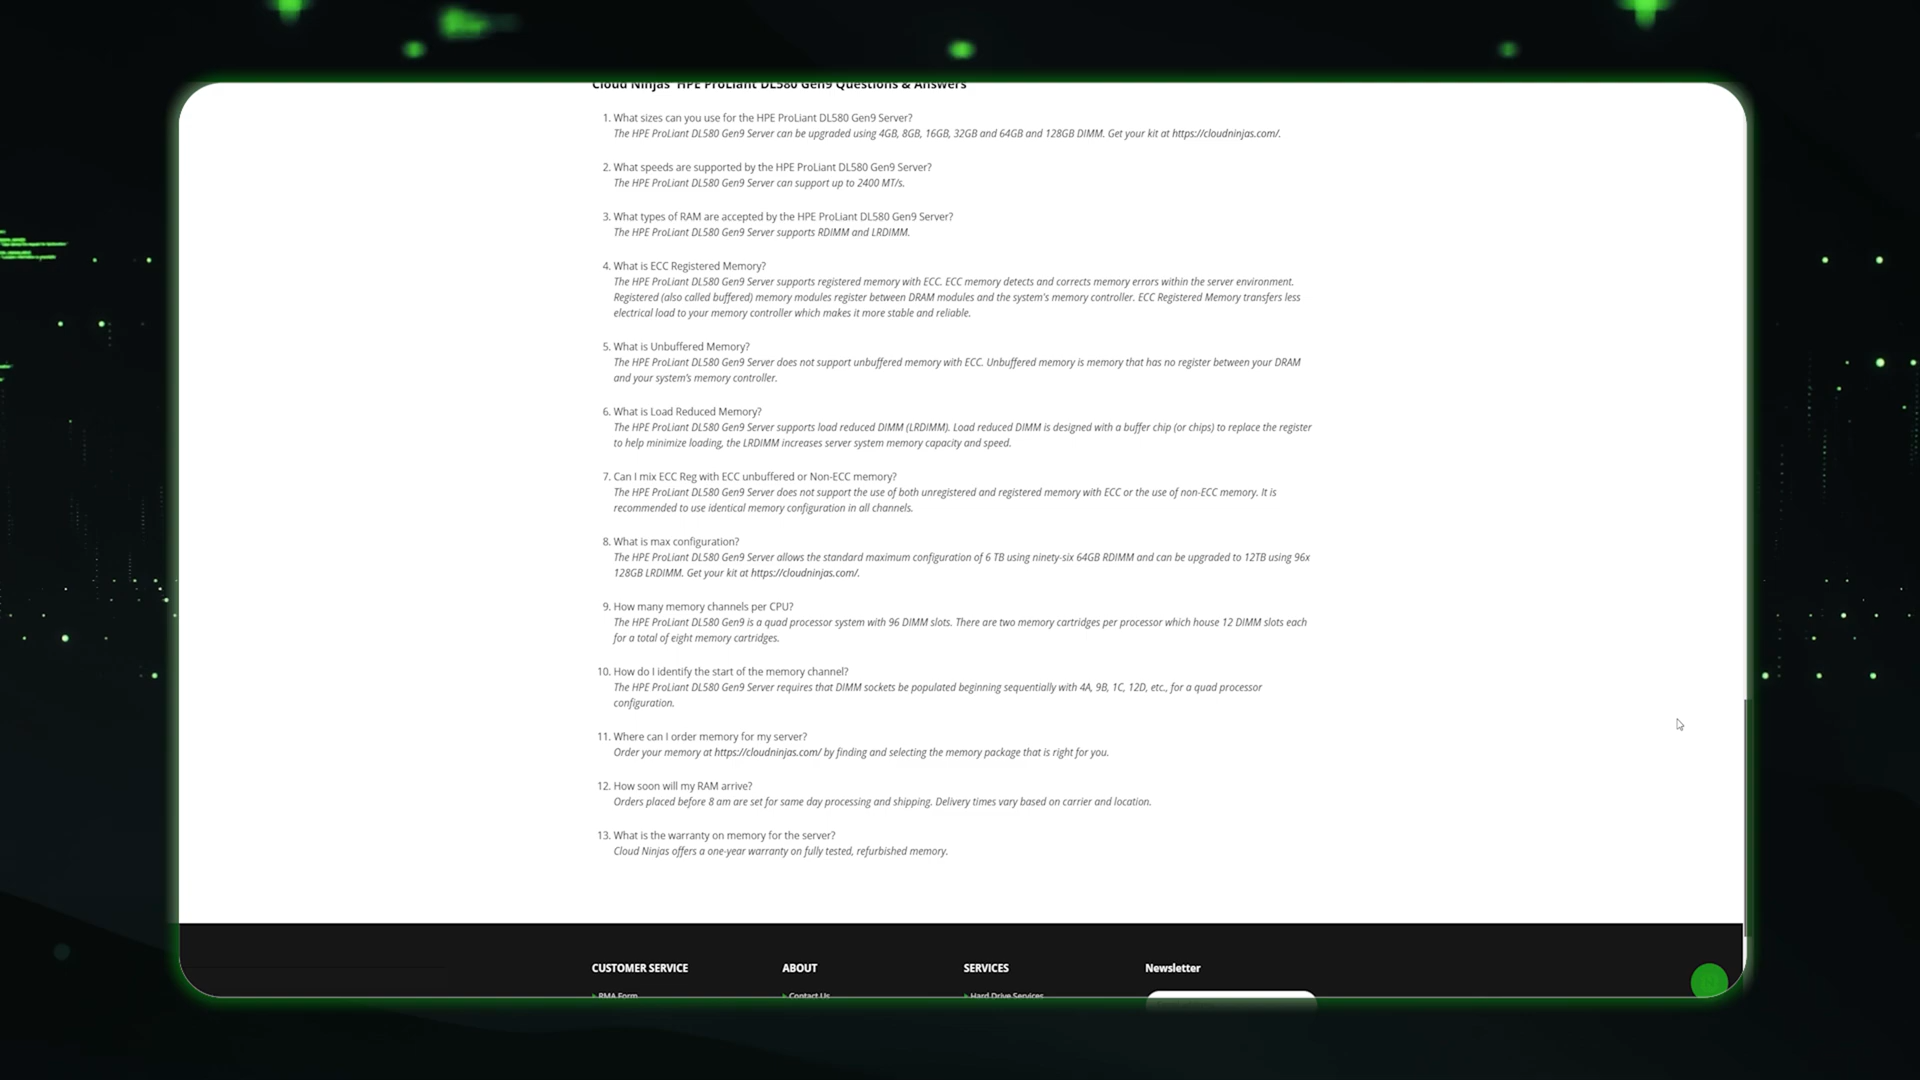 Cloud Ninjas' HPE ProLiant DL580 Gen9 Questions & Answers
1. What sizes can you use for the HPE ProLiant DL580 Gen9 Server?
The HPE ProLiant DL580 Gen9 Server can be upgraded using 4GB, 8GB, 16GB, 32GB and 64GB and 128GB DIMM. Get your kit at https://cloudninjas.com/.
2. What speeds are supported by the HPE ProLiant DL580 Gen9 Server?
The HPE ProLiant DL580 Gen9 Server can support up to 2400 MT/s.
3. What types of RAM are accepted by the HPE ProLiant DL580 Gen9 Server?
The HPE ProLiant DL580 Gen9 Server supports RDIMM and LRDIMM.
4. What is ECC Registered Memory?
The HPE ProLiant DL580 Gen9 Server supports registered memory with ECC. ECC memory detects and corrects memory errors within the server environment.
Registered (also called buffered) memory modules register between DRAM modules and the system's memory controller. ECC Registered Memory transfers less
electrical load to your memory controller which makes it more stable and reliable.
5. What is Unbuffered Memory?
The HPE ProLiant DL580 Gen9 Server does not support unbuffered memory with ECC. Unbuffered memory is memory that has no register between your DRAM
and your system's memory controller.
6. What is Load Reduced Memory?
The HPE ProLiant DL580 Gen9 Server supports load reduced DIMM (LRDIMM). Load reduced DIMM is designed with a buffer chip (or chips) to replace the register
to help minimize loading, the LRDIMM increases server system memory capacity and speed.
7. Can I mix ECC Reg with ECC unbuffered or Non-ECC memory?
The HPE ProLiant DL580 Gen9 Server does not support the use of both unregistered and registered memory with ECC or the use of non-ECC memory. It is
recommended to use identical memory configuration in all channels.
8. What is max configuration?
The HPE ProLiant DL580 Gen9 Server allows the standard maximum configuration of 6 TB using ninety-six 64GB RDIMM and can be upgraded to 12TB using 96x
128GB LRDIMM. Get your kit at https://cloudninjas.com/.
9. How many memory channels per CPU?
The HPE ProLiant DL580 Gen9 is a quad processor system with 96 DIMM slots. There are two memory cartridges per processor which house 12 DIMM slots each
for a total of eight memory cartridges.
10. How do I identify the start of the memory channel?
The HPE ProLiant DL580 Gen9 Server requires that DIMM sockets be populated beginning sequentially with 4A, 9B, 1C, 12D, etc., for a quad processor
configuration.
11. Where can I order memory for my server?
Order your memory at https://cloudninjas.com/ by finding and selecting the memory package that is right for you.
12. How soon will my RAM arrive?
Orders placed before 8 am are set for same day processing and shipping. Delivery times vary based on carrier and location.
13. What is the warranty on memory for the server?
Cloud Ninjas offers a one-year warranty on fully tested, refurbished memory.
CUSTOMER SERVICE ABOUT SERVICES Newsletter
RMA Form Contact Us Hard Drive Services